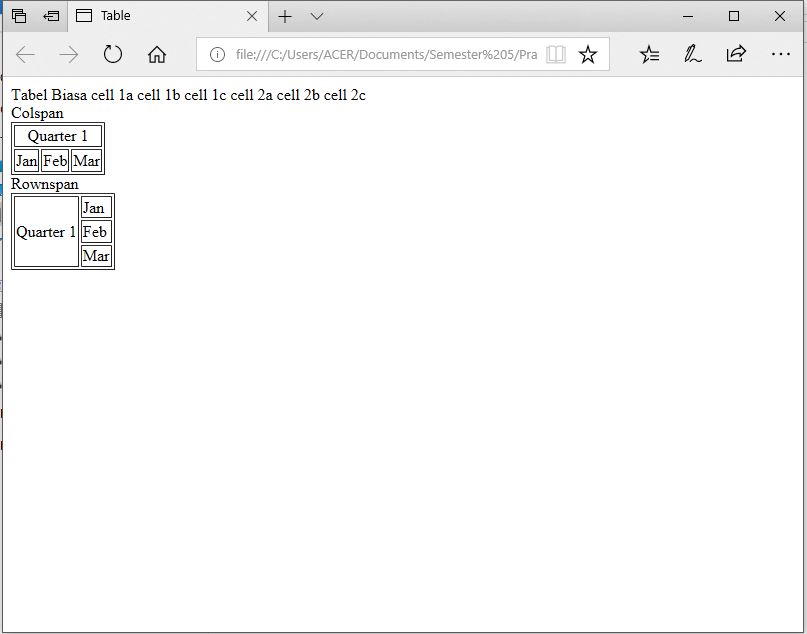 Table
file:///C:/Users/ACER/Documents/Semester%205/Pra
Tabel Biasa cell 1a cell 1b cell 1c cell 2a cell 2b cell 2c
Colspan
Quarter 1
Jan Feb Mar
Rownspan
Quarter 1
Jan
Feb
Mar